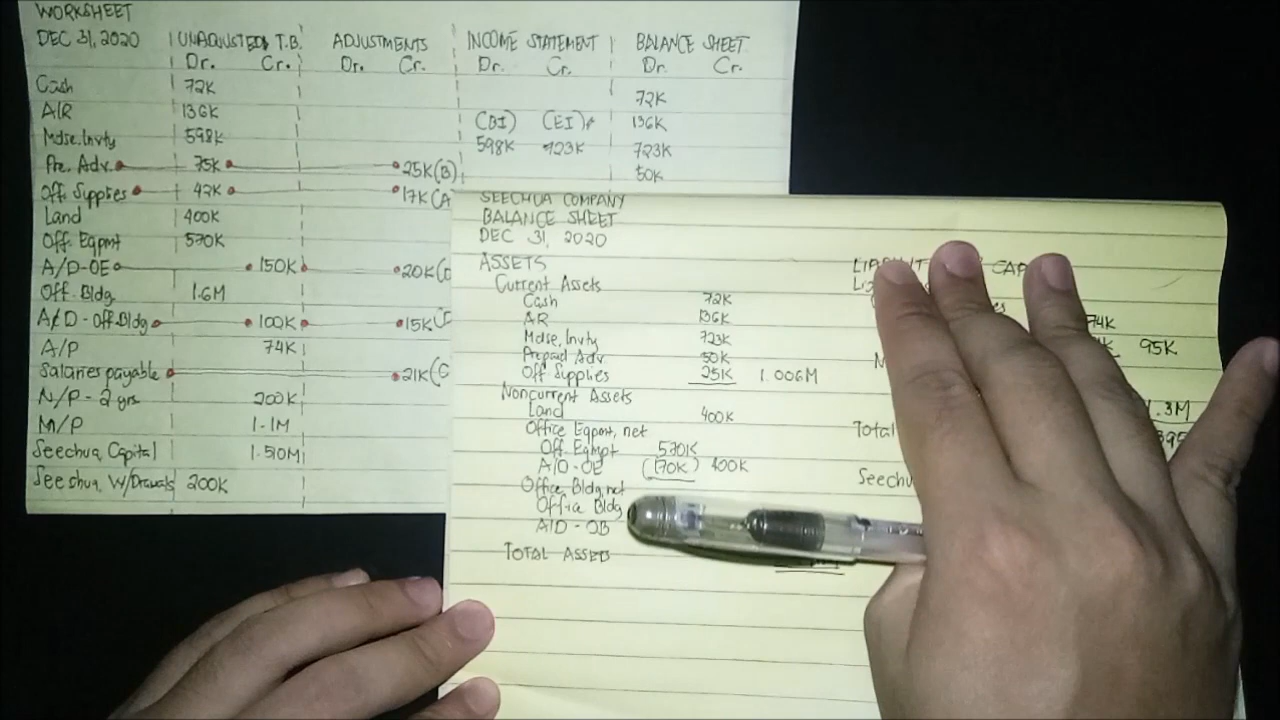 WORKSHEET
DEC 31, 2020 UNADJUSTED T.B. ADJUSTMENTS INCOME STATEMENT BALANCE SHEET
Dr. Cr. Dr. Cr. Dr. Cr. Dr. Cr.
Cash 72K 72K
A/R 136K (BI) (EI) 136K
Mdse. Invty 598K 598K 723K 723K
Pre. Adv. 75K 25K (B) 50K
Off. Supplies 42K 17K (A
Land 400K
Off. Eqpmt 570K
A/D-OE 150K 20K (
Off. Bldg 1.6M
A/D - Off. Bldg 100K 15K (
A/P 74K
Salaries payable 21K (C
N/P - 2 yrs 200K
M/P 1.1M
Seechua, Capital 1.510M
Seechua, W/Drawals 200K
SEECHUA COMPANY
BALANCE SHEET
DEC 31, 2020
ASSETS
Current Assets
Cash 72K
AR 136K
Mdse, Invty 723K
Prepaid Adv. 50K
Off Supplies 25K 1.006M
Noncurrent Assets
Land 400K
Office Eqpmt, net
Off. Eqmpt 570K
A/D-OE (170K) 400K
Office Bldg, net
Office Bldg
A/D-OB
TOTAL ASSETS
74K
95K
1.3M
Total
Seechu